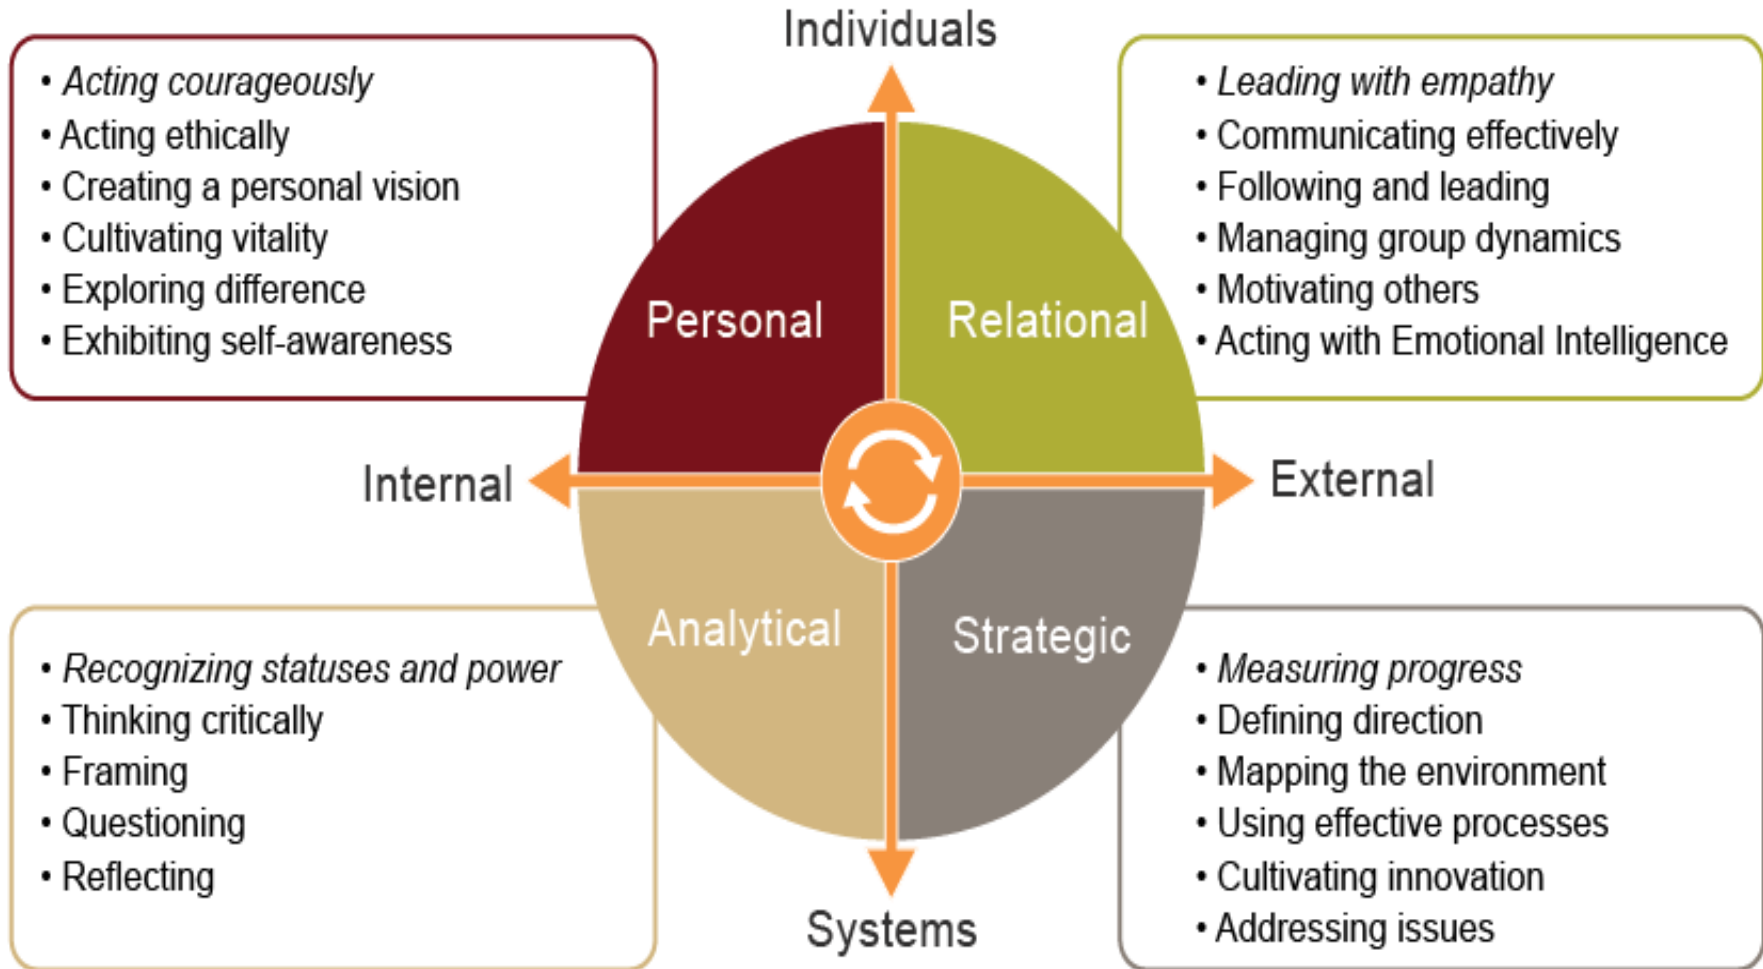 Individuals
• Acting courageously
• Acting ethically
• Creating a personal vision
• Cultivating vitality
• Exploring difference
• Exhibiting self-awareness
• Leading with empathy
• Communicating effectively
• Following and leading
• Managing group dynamics
• Motivating others
• Acting with Emotional Intelligence
Personal
Relational
Internal
External
Analytical
Strategic
• Recognizing statuses and power
• Thinking critically
• Framing
• Questioning
• Reflecting
• Measuring progress
• Defining direction
• Mapping the environment
• Using effective processes
• Cultivating innovation
• Addressing issues
Systems